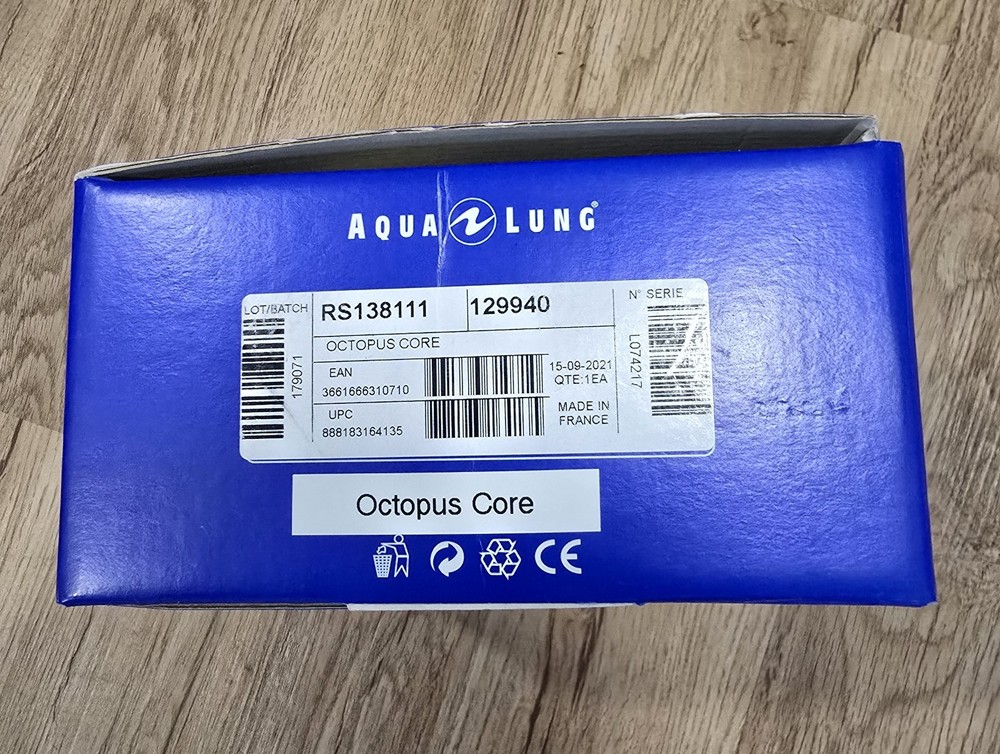 AQUA LUNG®
LOT/BATCH
179071
RS138111
129940
OCTOPUS CORE
EAN
3661666310710
UPC
888183164135
15-09-2021
QTE:1EA
MADE IN
FRANCE
N° SERIE
L074217
Octopus Core
CE